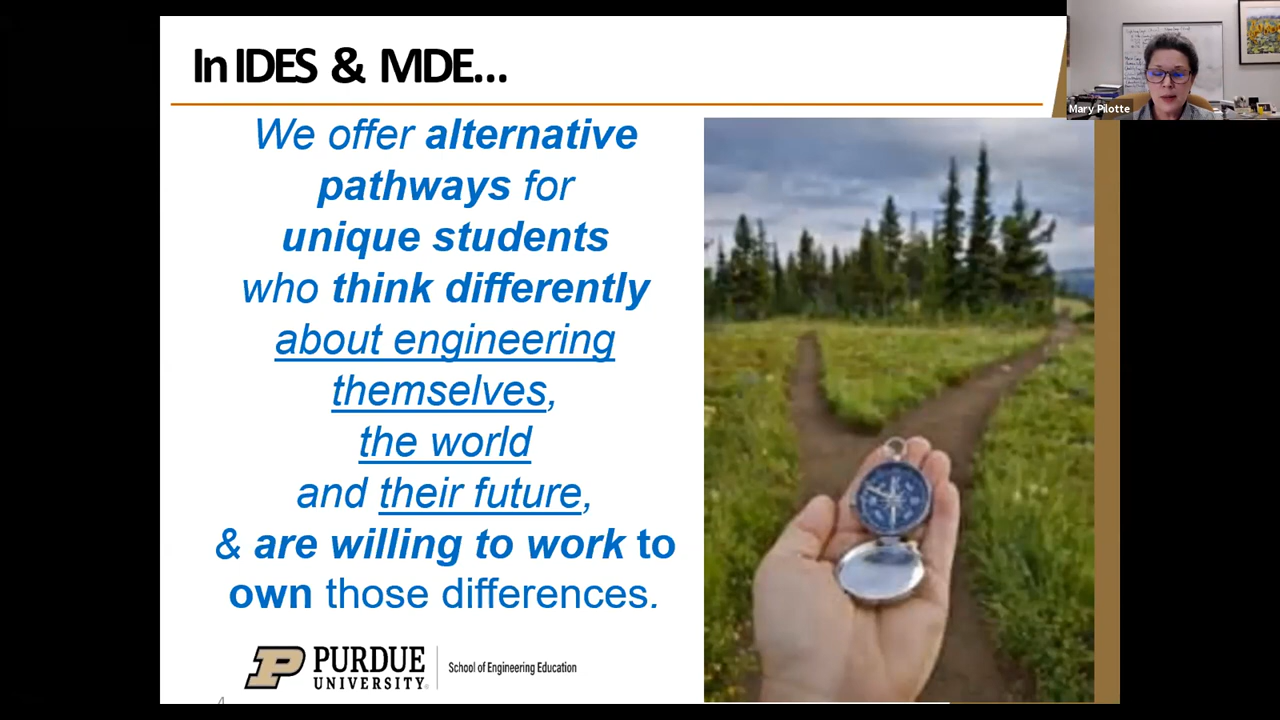 In IDES & MDE...
We offer alternative
pathways for
unique students
who think differently
about engineering
themselves,
the world
and their future,
& are willing to work to
own those differences.
PURDUE
UNIVERSITY®
School of Engineering Education
Mary Pilotte